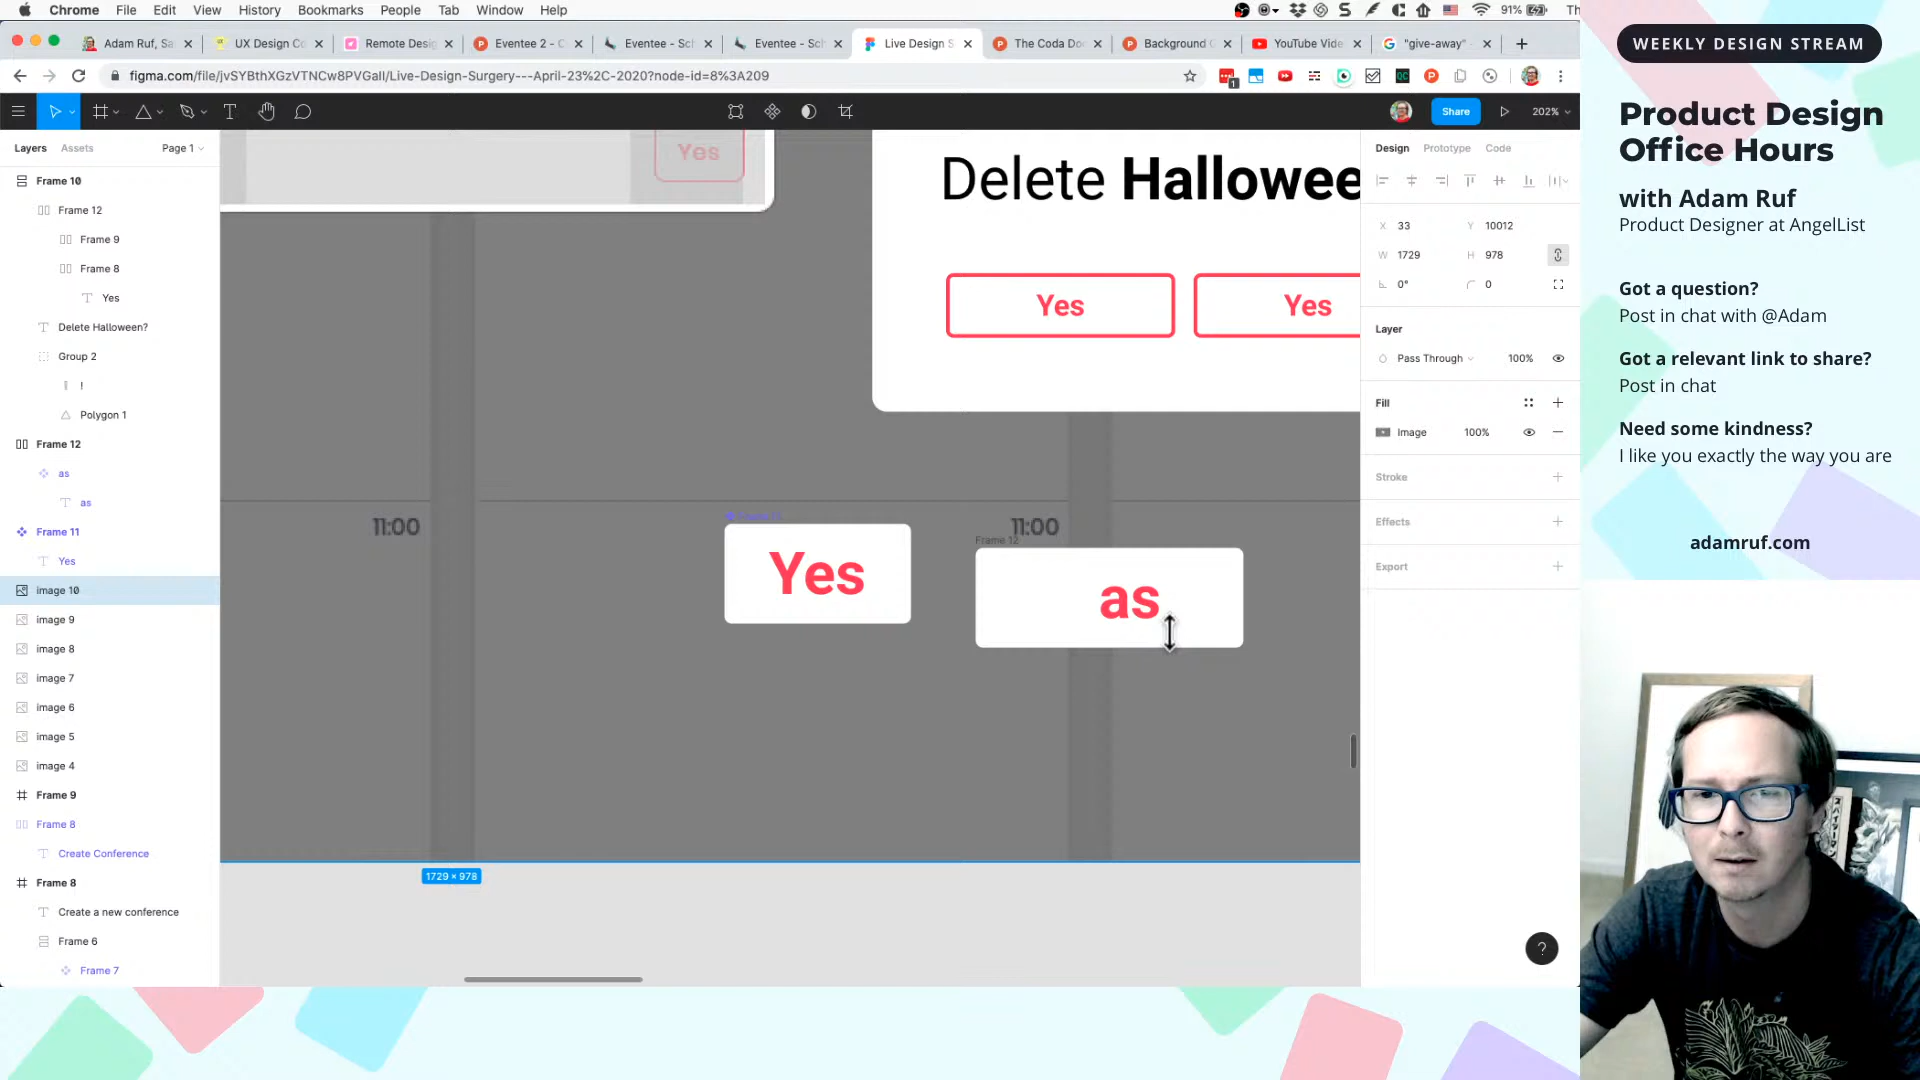 Chrome File Edit View History Bookmarks People Tab Window Help
91%
Th
Adam Ruf, Sa
UX Design Co
Remote Desig
Eventee 2 - C
Eventee - Sch
Eventee - Sch
Live Design S
The Coda Do
Background
YouTube Vide
"give-away"
figma.com/file/jvSYBthXGzVTNCw8PVGaII/Live-Design-Surgery---April-23%2C-2020?node-id=8%3A209
Share
202%
Layers Assets Page 1
Frame 10
Frame 12
Frame 9
Frame 8
Yes
Delete Halloween?
Group 2
!
Polygon 1
Frame 12
as
as
Frame 11
Yes
image 10
image 9
image 8
image 7
image 6
image 5
image 4
Frame 9
Frame 8
Create Conference
Frame 8
Create a new conference
Frame 6
Frame 7
Yes
Delete Hallowee
Yes
Yes
11:00
11:00
Frame 12
Yes
as
1729 × 978
Design Prototype Code
X 33 Y 10012
W 1729 H 978
0° 0
Layer
Pass Through 100%
Fill
Image 100%
Stroke
Effects
Export
?
WEEKLY DESIGN STREAM
Product Design
Office Hours
with Adam Ruf
Product Designer at AngelList
Got a question?
Post in chat with @Adam
Got a relevant link to share?
Post in chat
Need some kindness?
I like you exactly the way you are
adamruf.com